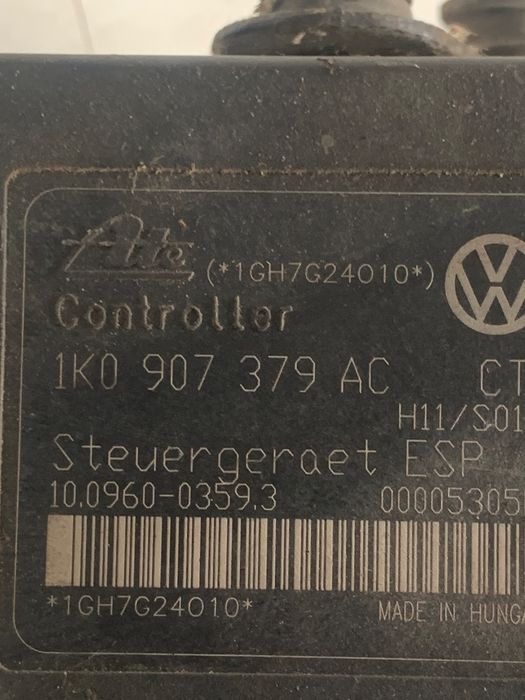 Ate (*1GH7G24010*)
Controller
1K0 907 379 AC CT
H11/S01
Steuergeraet ESP
10.0960-0359.3 00005305
*1GH7G24010* MADE IN HUNGA